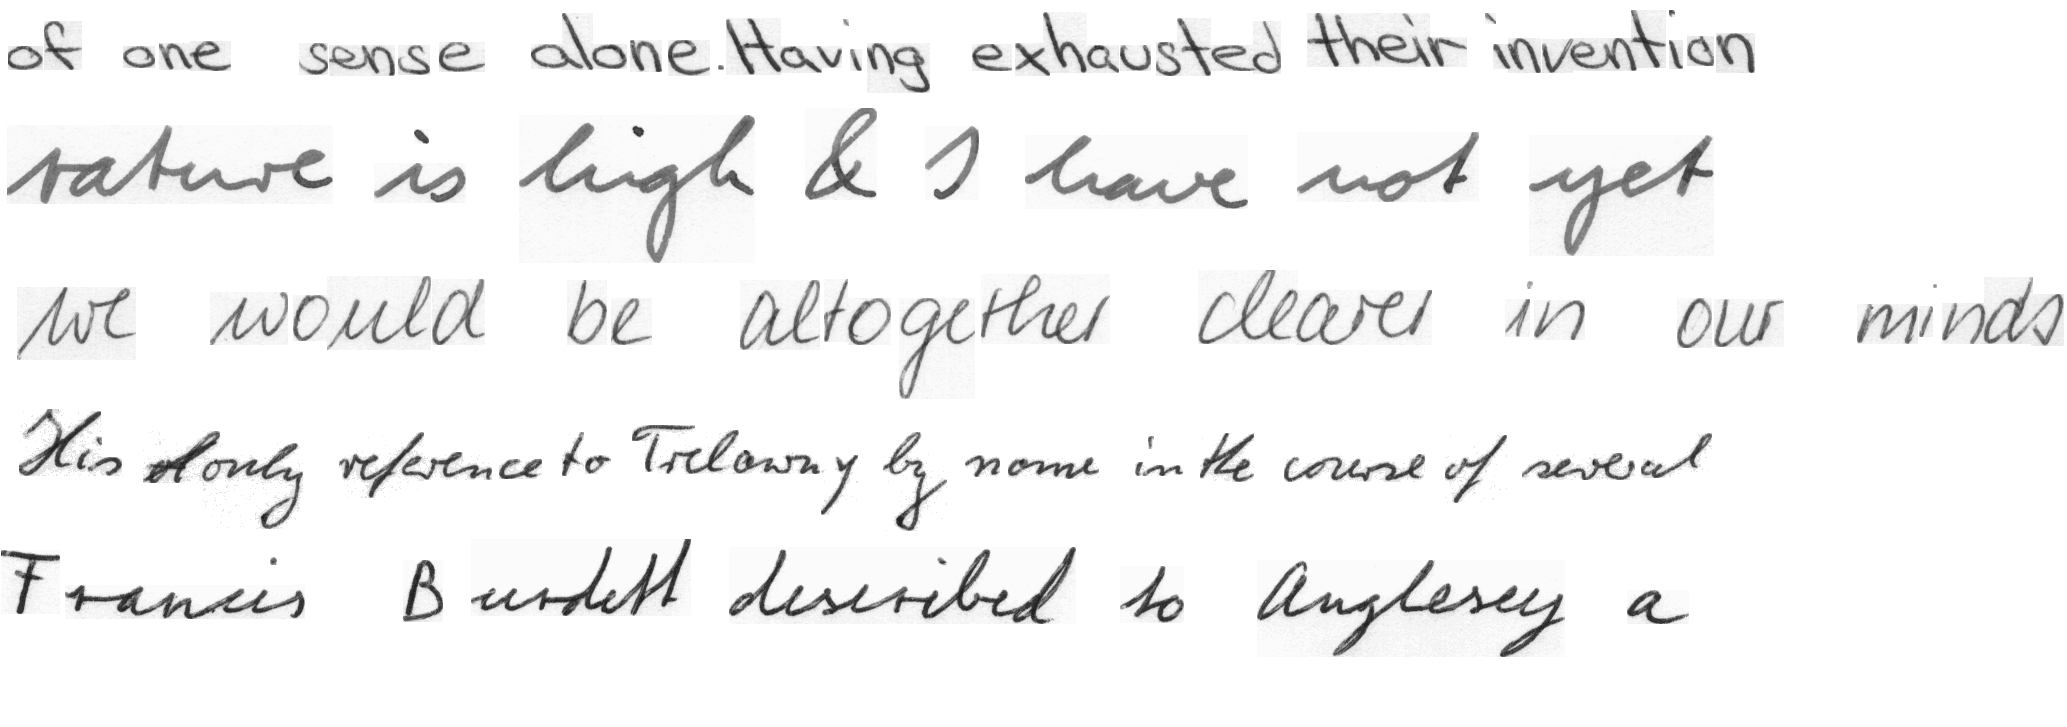 of one sense alone. Having exhausted their invention
rature is high & I have not yet
we would be altogether clearer in our minds
His only reference to Trelawny by name in the course of several
Francis Burdett described to Anglesey a